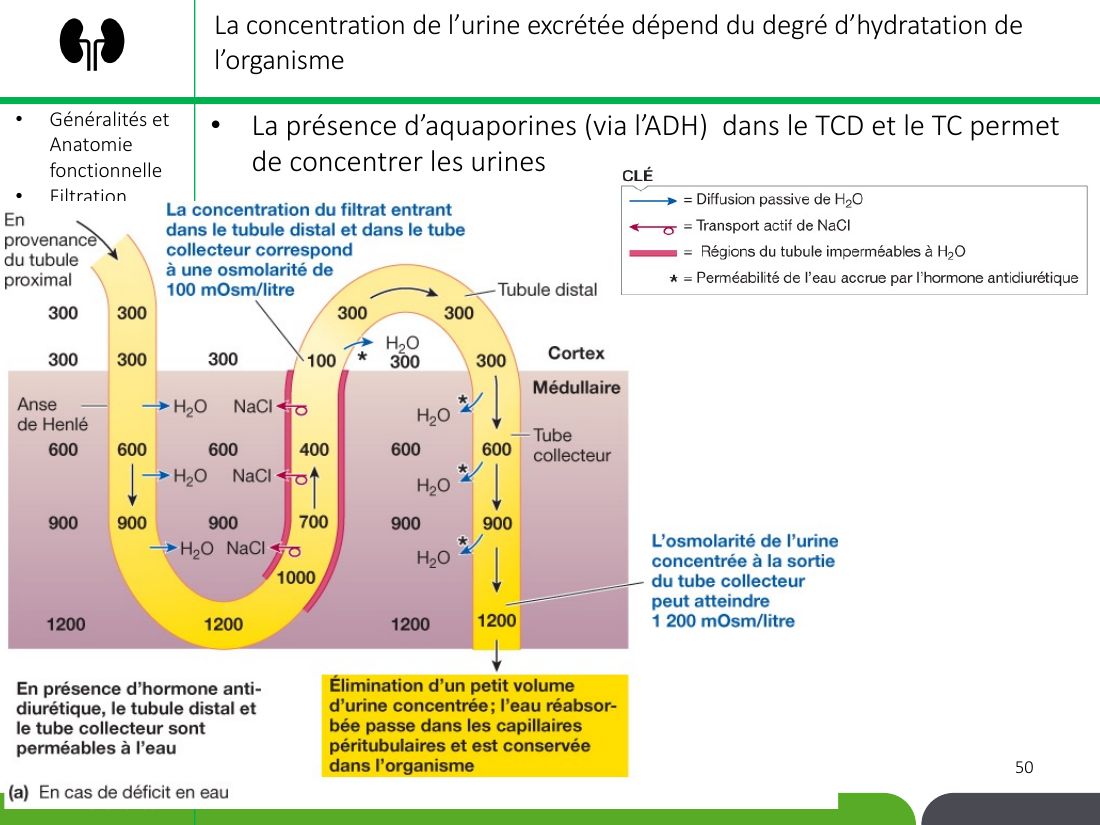 La concentration de l’urine excrétée dépend du degré d’hydratation de
l’organisme
• Généralités et
Anatomie
fonctionnelle
• Filtration
• La présence d’aquaporines (via l’ADH) dans le TCD et le TC permet
de concentrer les urines
CLÉ
= Diffusion passive de H₂O
= Transport actif de NaCl
= Régions du tubule imperméables à H₂O
* = Perméabilité de l’eau accrue par l’hormone antidiurétique
En
provenance
du tubule
proximal
La concentration du filtrat entrant
dans le tubule distal et dans le tube
collecteur correspond
à une osmolarité de
100 mOsm/litre
Tubule distal
300 300 300 300
300 300 300 100 * H₂O 300 300
Cortex
Médullaire
Anse
de Henlé
H₂O NaCl H₂O *
Tube
collecteur
600 600 600 400 600 600
H₂O NaCl H₂O *
900 900 900 700 900 900
H₂O NaCl H₂O *
1000
1200 1200 1200 1200
L’osmolarité de l’urine
concentrée à la sortie
du tube collecteur
peut atteindre
1 200 mOsm/litre
En présence d’hormone anti-
diurétique, le tubule distal et
le tube collecteur sont
perméables à l’eau
Élimination d’un petit volume
d’urine concentrée ; l’eau réabsor-
bée passe dans les capillaires
péritubulaires et est conservée
dans l’organisme
(a) En cas de déficit en eau
50